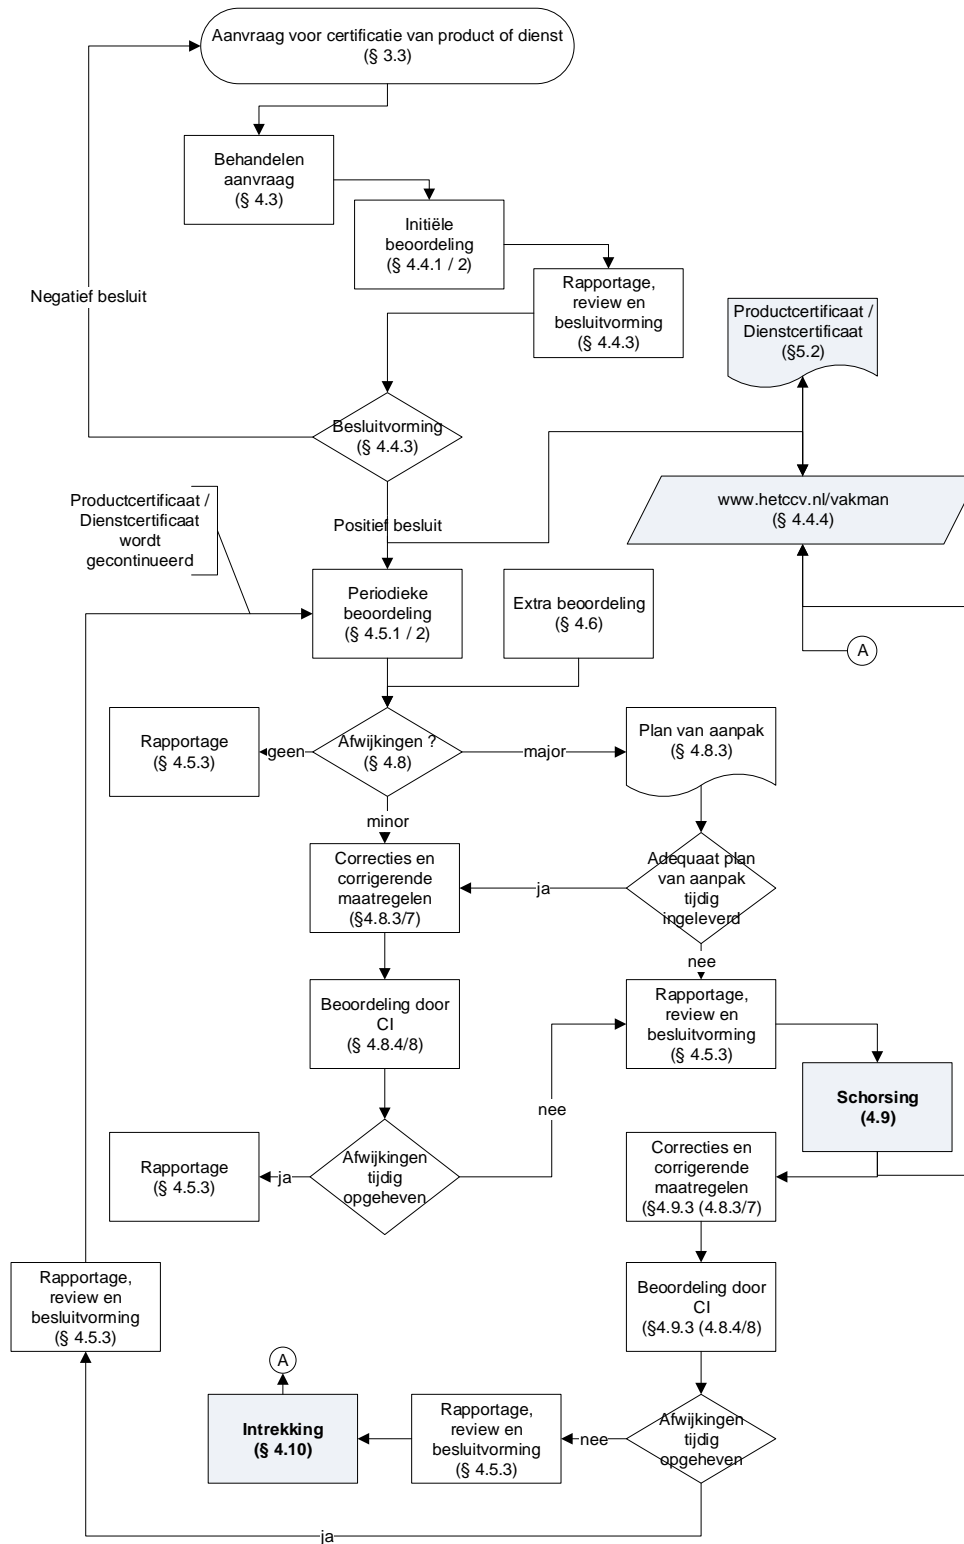 Aanvraag voor certificatie van product of dienst
(§ 3.3)
Behandelen
aanvraag
(§ 4.3)
Initiële
beoordeling
(§ 4.4.1 / 2)
Rapportage,
review en
besluitvorming
(§ 4.4.3)
Negatief besluit
Productcertificaat /
Dienstcertificaat
(§5.2)
Besluitvorming
(§ 4.4.3)
www.hetccv.nl/vakman
(§ 4.4.4)
Productcertificaat /
Dienstcertificaat
wordt
gecontinueerd
Positief besluit
Periodieke
beoordeling
(§ 4.5.1 / 2)
Extra beoordeling
(§ 4.6)
A
Rapportage
(§ 4.5.3)
geen
Afwijkingen ?
(§ 4.8)
major
Plan van aanpak
(§ 4.8.3)
minor
Correcties en
corrigerende
maatregelen
(§4.8.3/7)
ja
Adequaat plan
van aanpak
tijdig
ingeleverd
nee
Beoordeling door
CI
(§ 4.8.4/8)
Rapportage,
review en
besluitvorming
(§ 4.5.3)
Schorsing
(4.9)
nee
Rapportage
(§ 4.5.3)
ja
Afwijkingen
tijdig
opgeheven
Correcties en
corrigerende
maatregelen
(§4.9.3 (4.8.3/7)
Rapportage,
review en
besluitvorming
(§ 4.5.3)
Beoordeling door
CI
(§4.9.3 (4.8.4/8)
A
Intrekking
(§ 4.10)
Rapportage,
review en
besluitvorming
(§ 4.5.3)
nee
Afwijkingen
tijdig
opgeheven
ja